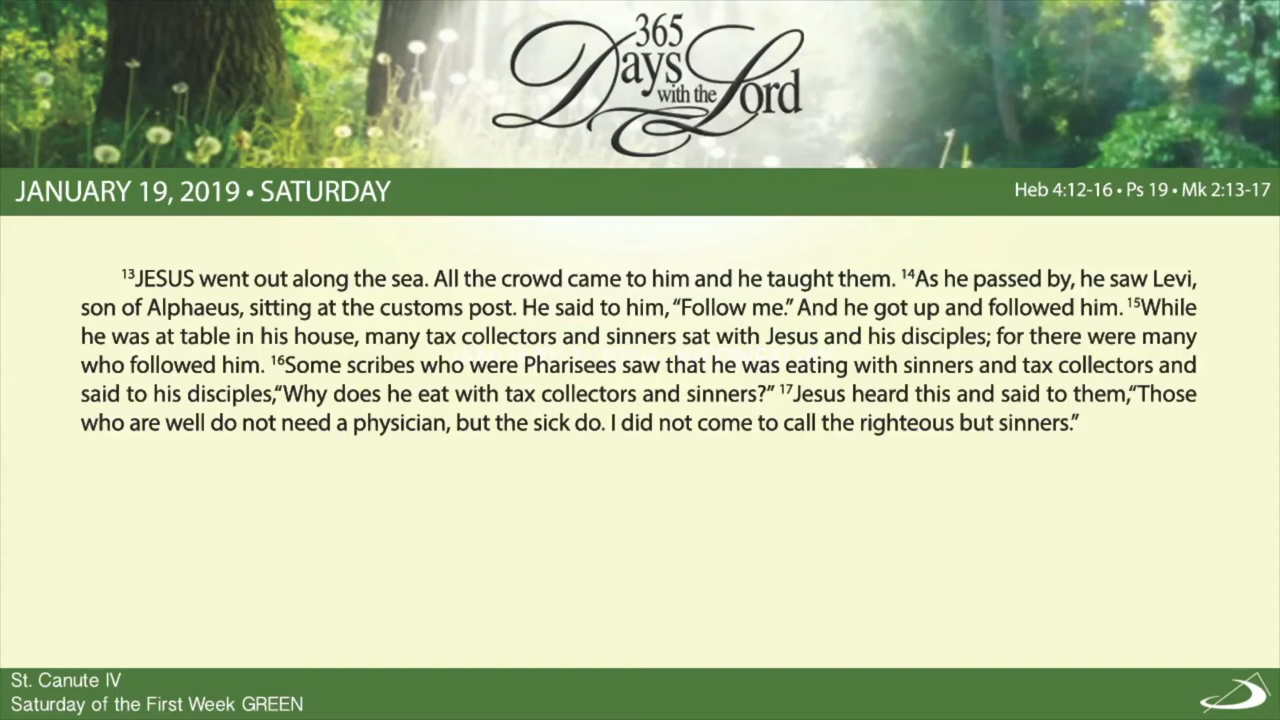 365
Days
with the Lord
JANUARY 19, 2019 • SATURDAY
Heb 4:12-16 • Ps 19 • Mk 2:13-17
¹³JESUS went out along the sea. All the crowd came to him and he taught them. ¹⁴As he passed by, he saw Levi,
son of Alphaeus, sitting at the customs post. He said to him, “Follow me.” And he got up and followed him. ¹⁵While
he was at table in his house, many tax collectors and sinners sat with Jesus and his disciples; for there were many
who followed him. ¹⁶Some scribes who were Pharisees saw that he was eating with sinners and tax collectors and
said to his disciples,“Why does he eat with tax collectors and sinners?” ¹⁷Jesus heard this and said to them,“Those
who are well do not need a physician, but the sick do. I did not come to call the righteous but sinners.”
St. Canute IV
Saturday of the First Week GREEN